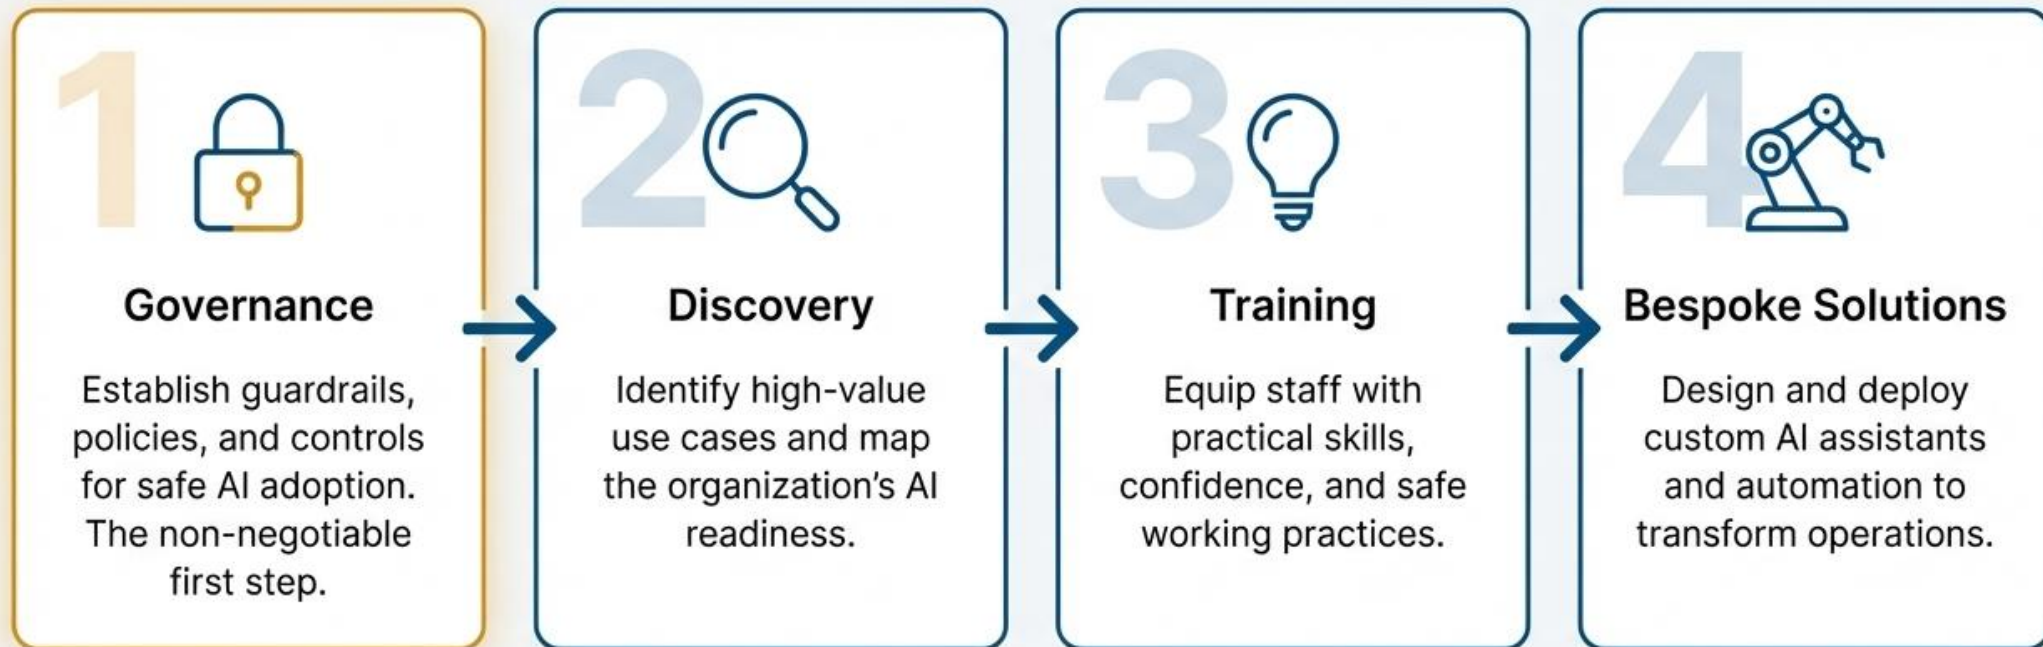 1
Governance
Establish guardrails,
policies, and controls
for safe AI adoption.
The non-negotiable
first step.
2
Discovery
Identify high-value
use cases and map
the organization’s AI
readiness.
3
Training
Equip staff with
practical skills,
confidence, and safe
working practices.
4
Bespoke Solutions
Design and deploy
custom AI assistants
and automation to
transform operations.